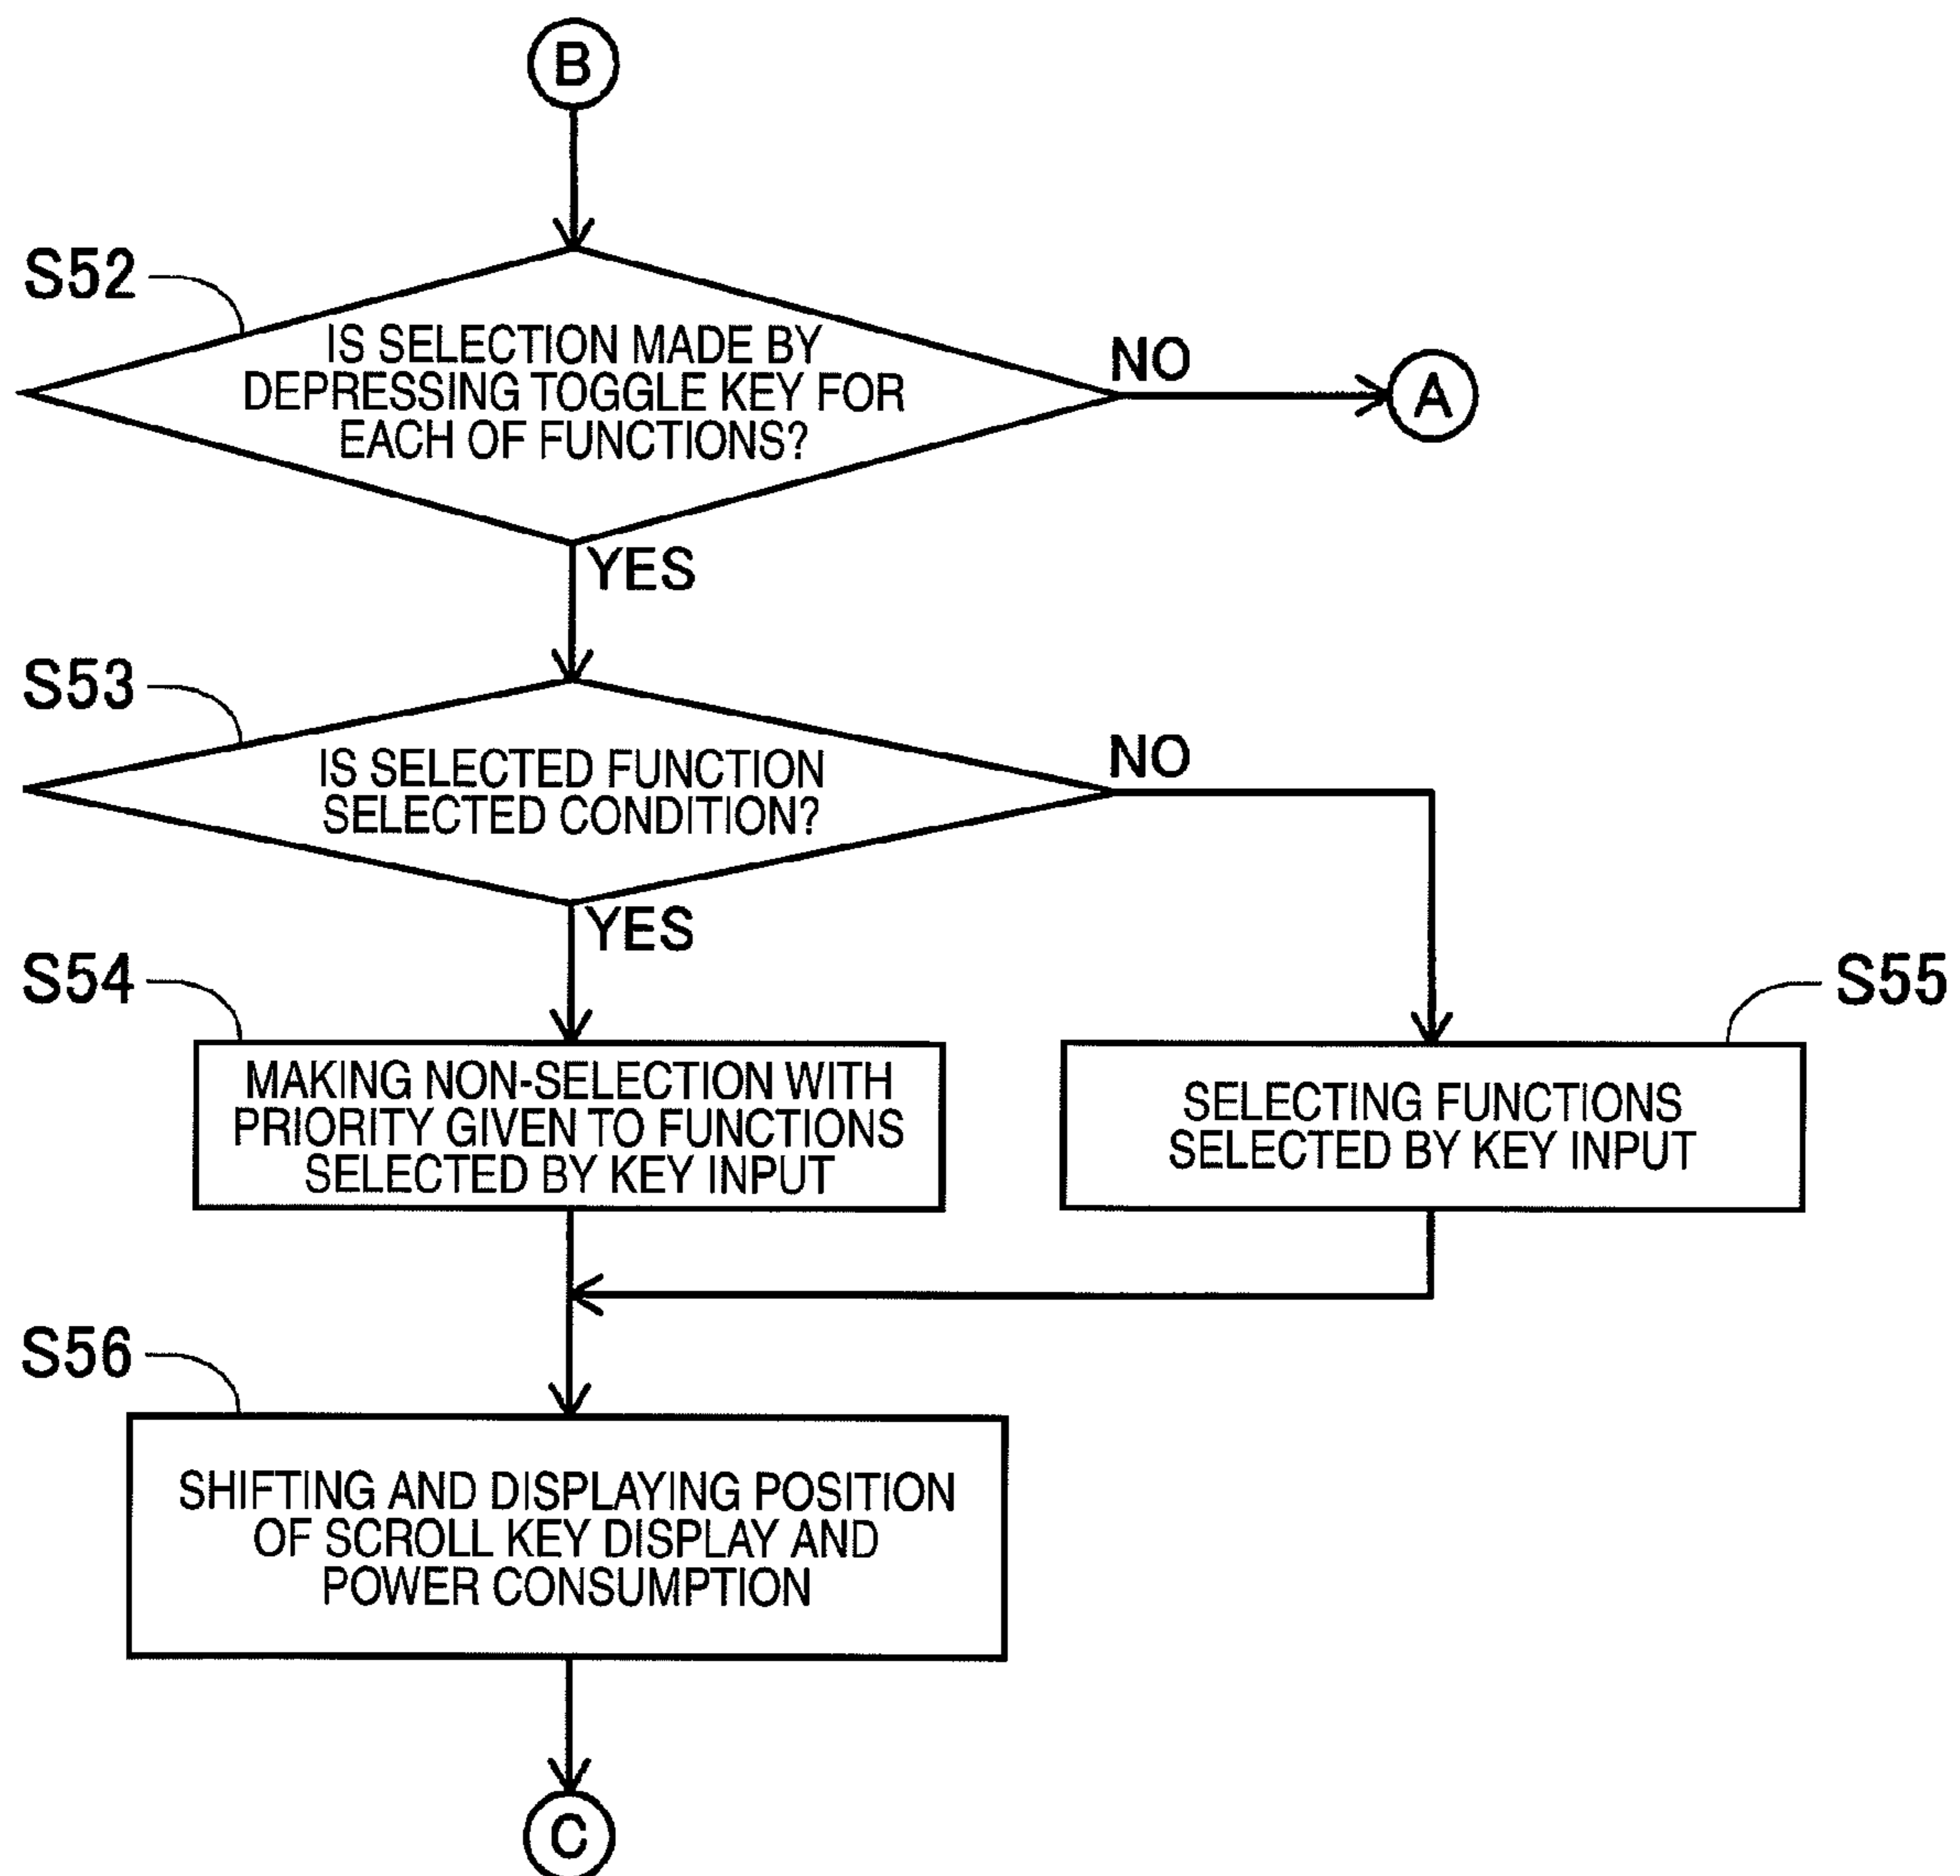 B
S52
IS SELECTION MADE BY
DEPRESSING TOGGLE KEY FOR
EACH OF FUNCTIONS?
NO
A
YES
S53
IS SELECTED FUNCTION
SELECTED CONDITION?
NO
YES
S54
MAKING NON-SELECTION WITH
PRIORITY GIVEN TO FUNCTIONS
SELECTED BY KEY INPUT
S55
SELECTING FUNCTIONS
SELECTED BY KEY INPUT
S56
SHIFTING AND DISPLAYING POSITION
OF SCROLL KEY DISPLAY AND
POWER CONSUMPTION
C